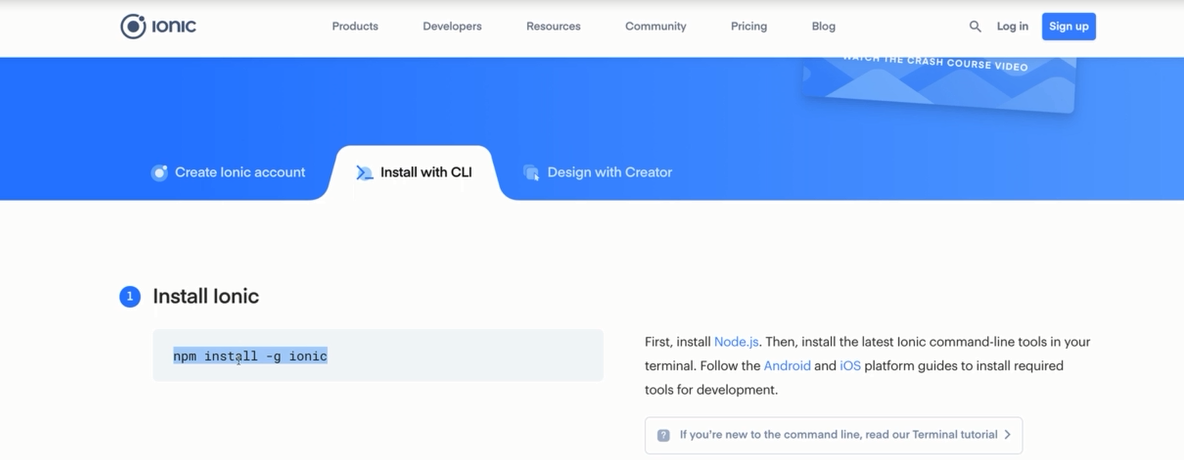 IONIC
Products Developers Resources Community Pricing Blog Log in Sign up
WATCH THE CRASH COURSE VIDEO
Create Ionic account Install with CLI Design with Creator
1 Install Ionic
npm install -g ionic
First, install Node.js. Then, install the latest Ionic command-line tools in your
terminal. Follow the Android and iOS platform guides to install required
tools for development.
? If you're new to the command line, read our Terminal tutorial